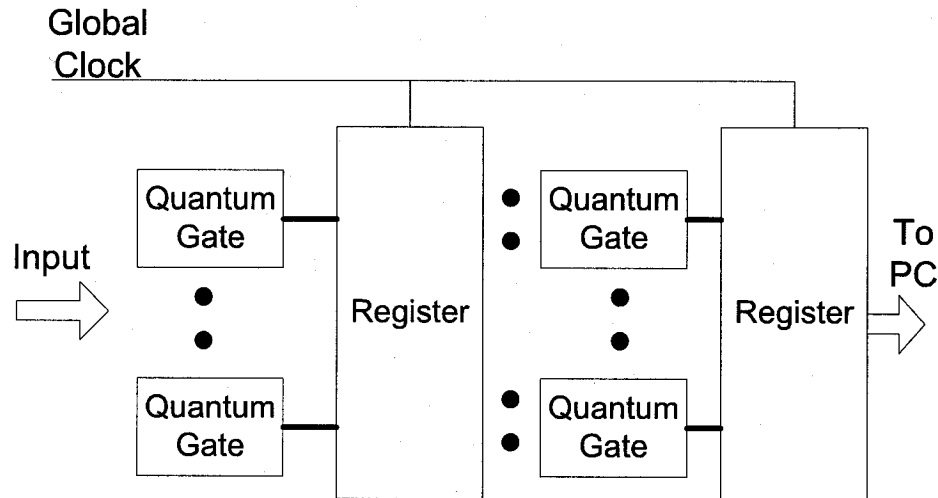 Global
Clock
Input
Quantum
Gate
Quantum
Gate
Register
Quantum
Gate
Quantum
Gate
Register
To
PC